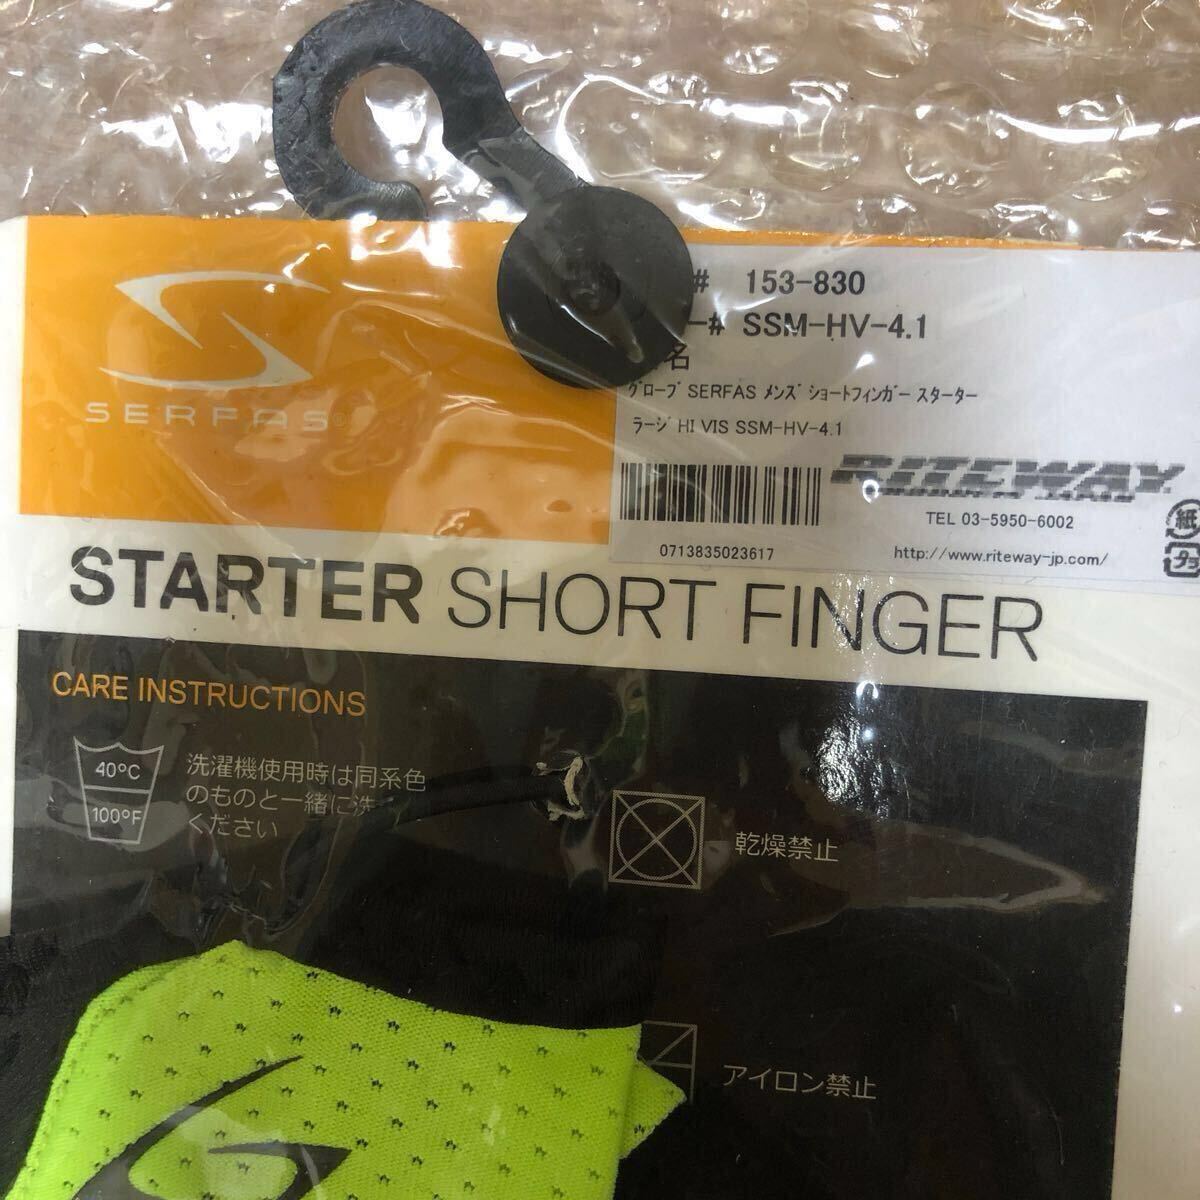 SERFAS®
# 153-830
ー# SSM-HV-4.1
名
グローブ SERFAS メンズ ショートフィンガー スターター
ラージ HI VIS SSM-HV-4.1
0713835023617
RITEWAY
TEL 03-5950-6002
http://www.riteway-jp.com/
紙
プラ
STARTER SHORT FINGER
CARE INSTRUCTIONS
40°C
100°F
洗濯機使用時は同系色
のものと一緒に洗
ください
乾燥禁止
アイロン禁止